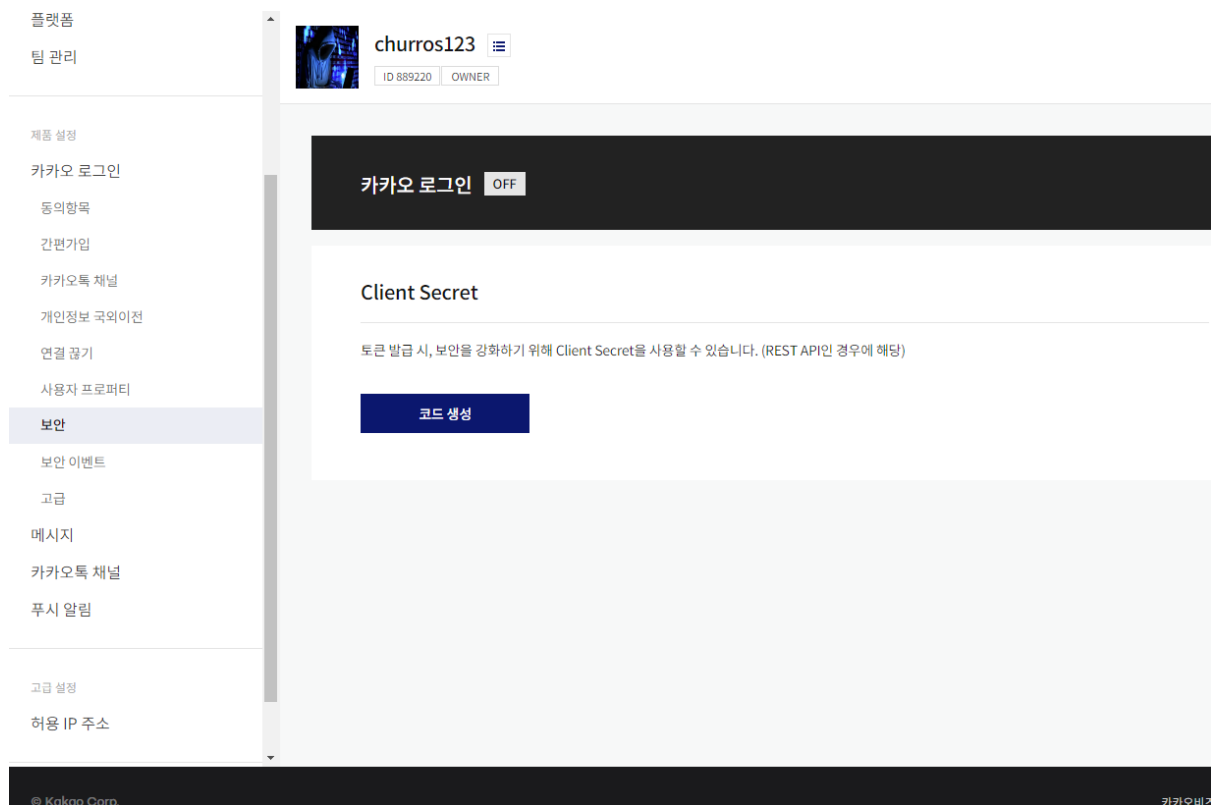 플랫폼
팀 관리
제품 설정
카카오 로그인
동의항목
간편가입
카카오톡 채널
개인정보 국외이전
연결 끊기
사용자 프로퍼티
보안
보안 이벤트
고급
메시지
카카오톡 채널
푸시 알림
고급 설정
허용 IP 주소
churros123
ID 889220 OWNER
카카오 로그인 OFF
Client Secret
토큰 발급 시, 보안을 강화하기 위해 Client Secret을 사용할 수 있습니다. (REST API인 경우에 해당)
코드 생성
© Kakao Corp.
카카오비즈